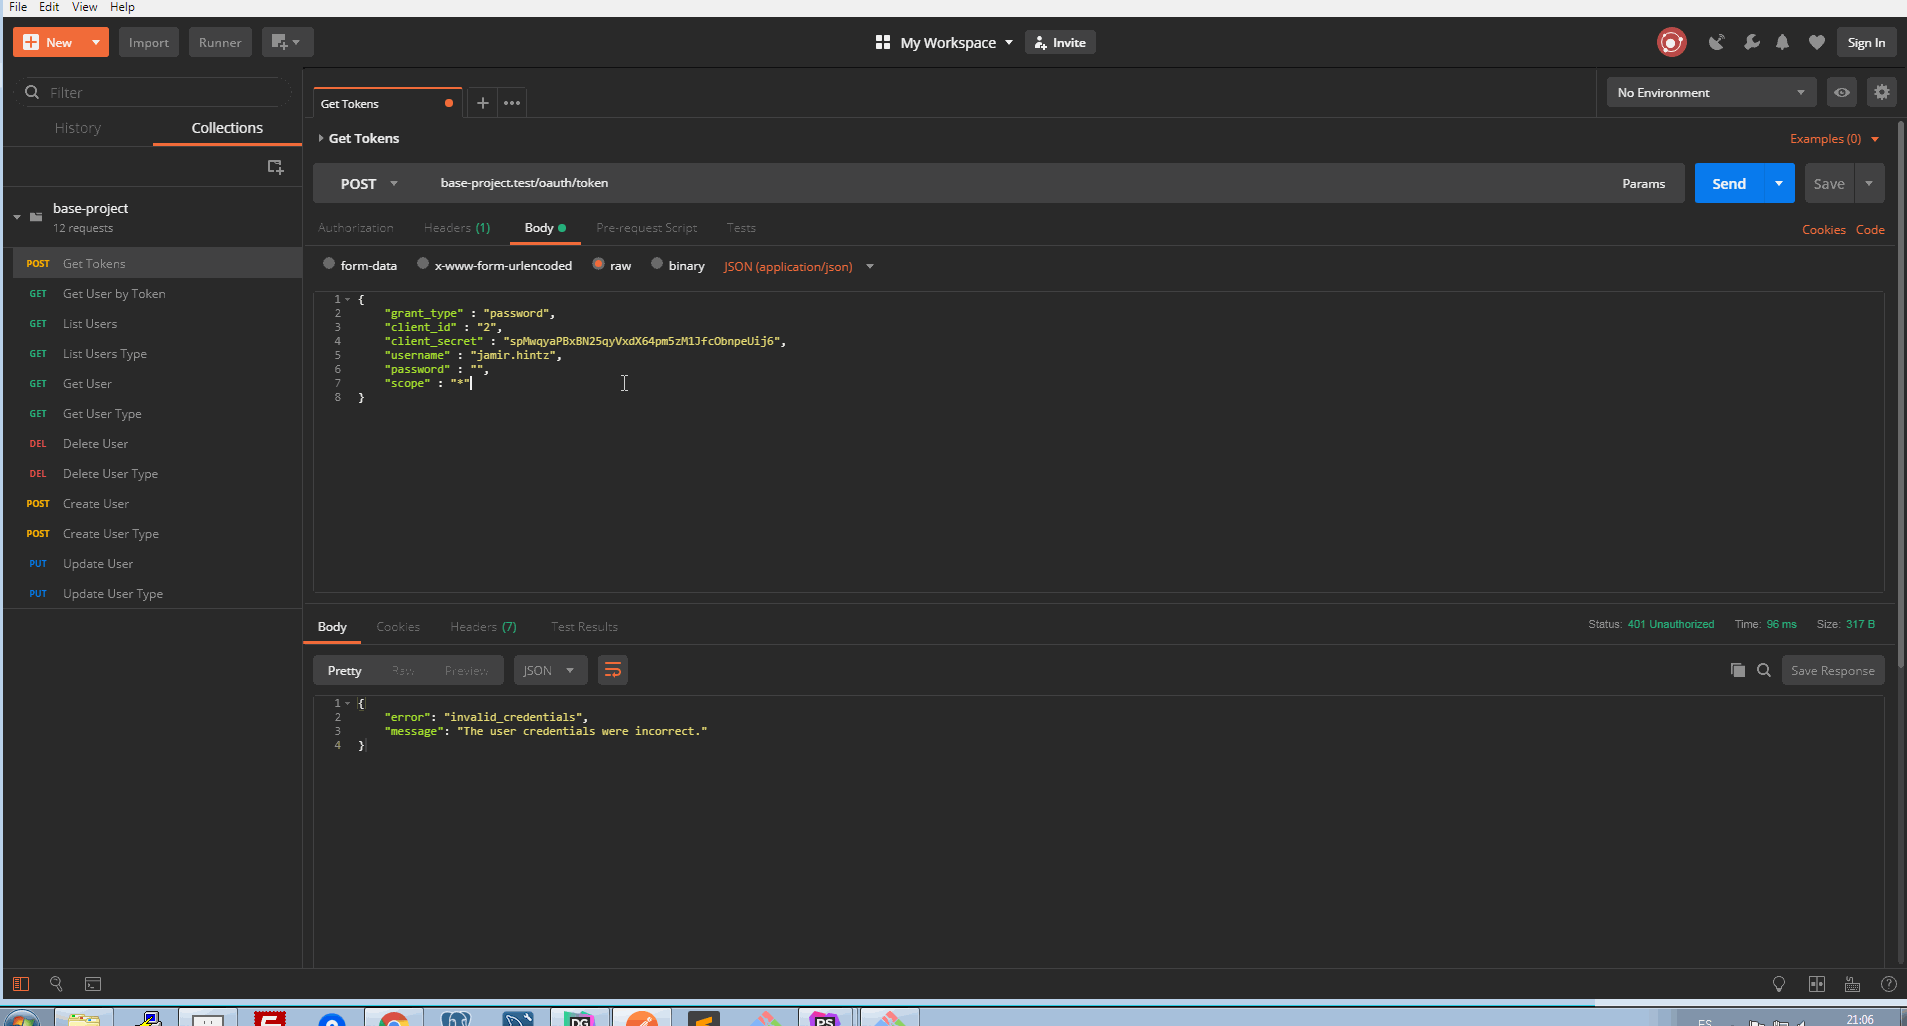 File Edit View Help
New Import Runner My Workspace Invite Sign In
Filter
History Collections
base-project
12 requests
POST Get Tokens
GET Get User by Token
GET List Users
GET List Users Type
GET Get User
GET Get User Type
DEL Delete User
DEL Delete User Type
POST Create User
POST Create User Type
PUT Update User
PUT Update User Type
Get Tokens
No Environment
Get Tokens
Examples (0)
POST base-project.test/oauth/token Params Send Save
Authorization Headers (1) Body Pre-request Script Tests Cookies Code
form-data x-www-form-urlencoded raw binary JSON (application/json)
1 {
2 "grant_type" : "password",
3 "client_id" : "2",
4 "client_secret" : "spMwqyaPBxBN25qyVxdX64pm5zM1JfcObnpeUij6",
5 "username" : "jamir.hintz",
6 "password" : "",
7 "scope" : "*"
8 }
Body Cookies Headers (7) Test Results Status: 401 Unauthorized Time: 96 ms Size: 317 B
Pretty Raw Preview JSON Save Response
1 {
2 "error": "invalid_credentials",
3 "message": "The user credentials were incorrect."
4 }
DG PS ES 21:06